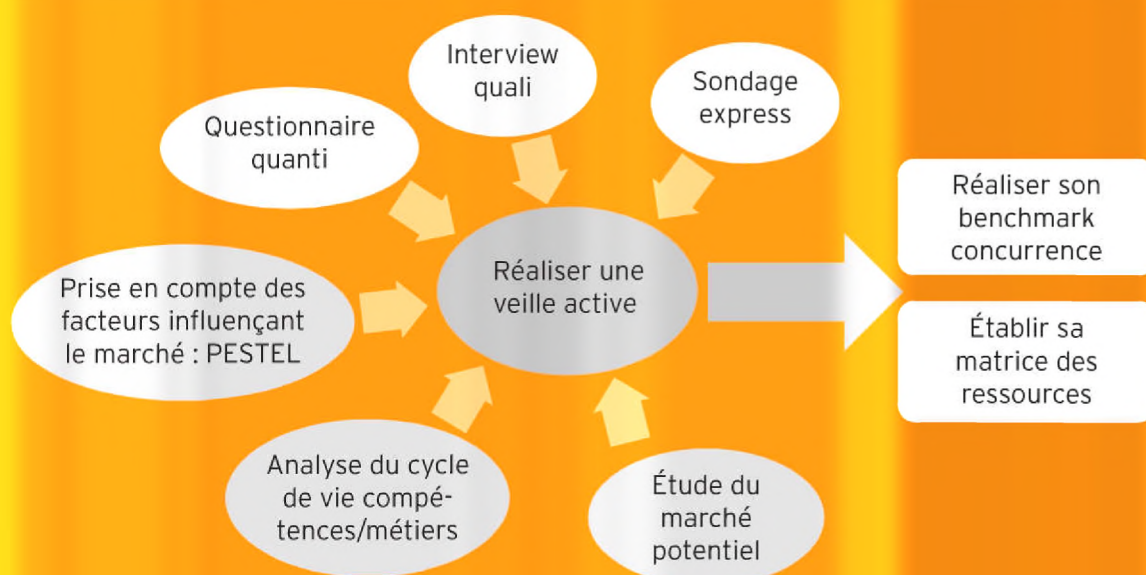 Interview
quali
Sondage
express
Questionnaire
quanti
Réaliser son
benchmark
concurrence
Réaliser une
veille active
Prise en compte des
facteurs influençant
le marché : PESTEL
Établir sa
matrice des
ressources
Analyse du cycle
de vie compé-
tences/métiers
Étude du
marché
potentiel